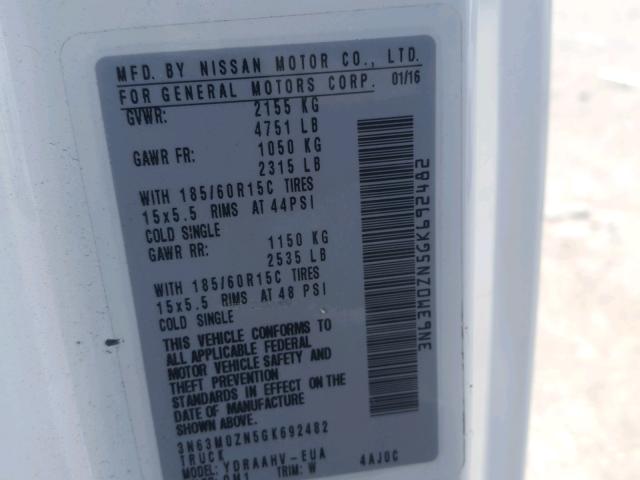 MFD. BY NISSAN MOTOR CO., LTD.
FOR GENERAL MOTORS CORP. 01/16
GVWR: 2155 KG
4751 LB
GAWR FR: 1050 KG
2315 LB
WITH 185/60R15C TIRES
15x5.5 RIMS AT 44PSI
COLD SINGLE
GAWR RR: 1150 KG
2535 LB
WITH 185/60R15C TIRES
15x5.5 RIMS AT 48 PSI
COLD SINGLE
THIS VEHICLE CONFORMS TO
ALL APPLICABLE FEDERAL
MOTOR VEHICLE SAFETY AND
THEFT PREVENTION
STANDARDS IN EFFECT ON THE
DATE OF MANUFACTURE
SHOWN ABOVE.
3N63M0ZN5GK692482
TRUCK
MODEL: YDRAAHV-EUA 4AJ0C
TRIM: W
3N63M0ZN5GK692482